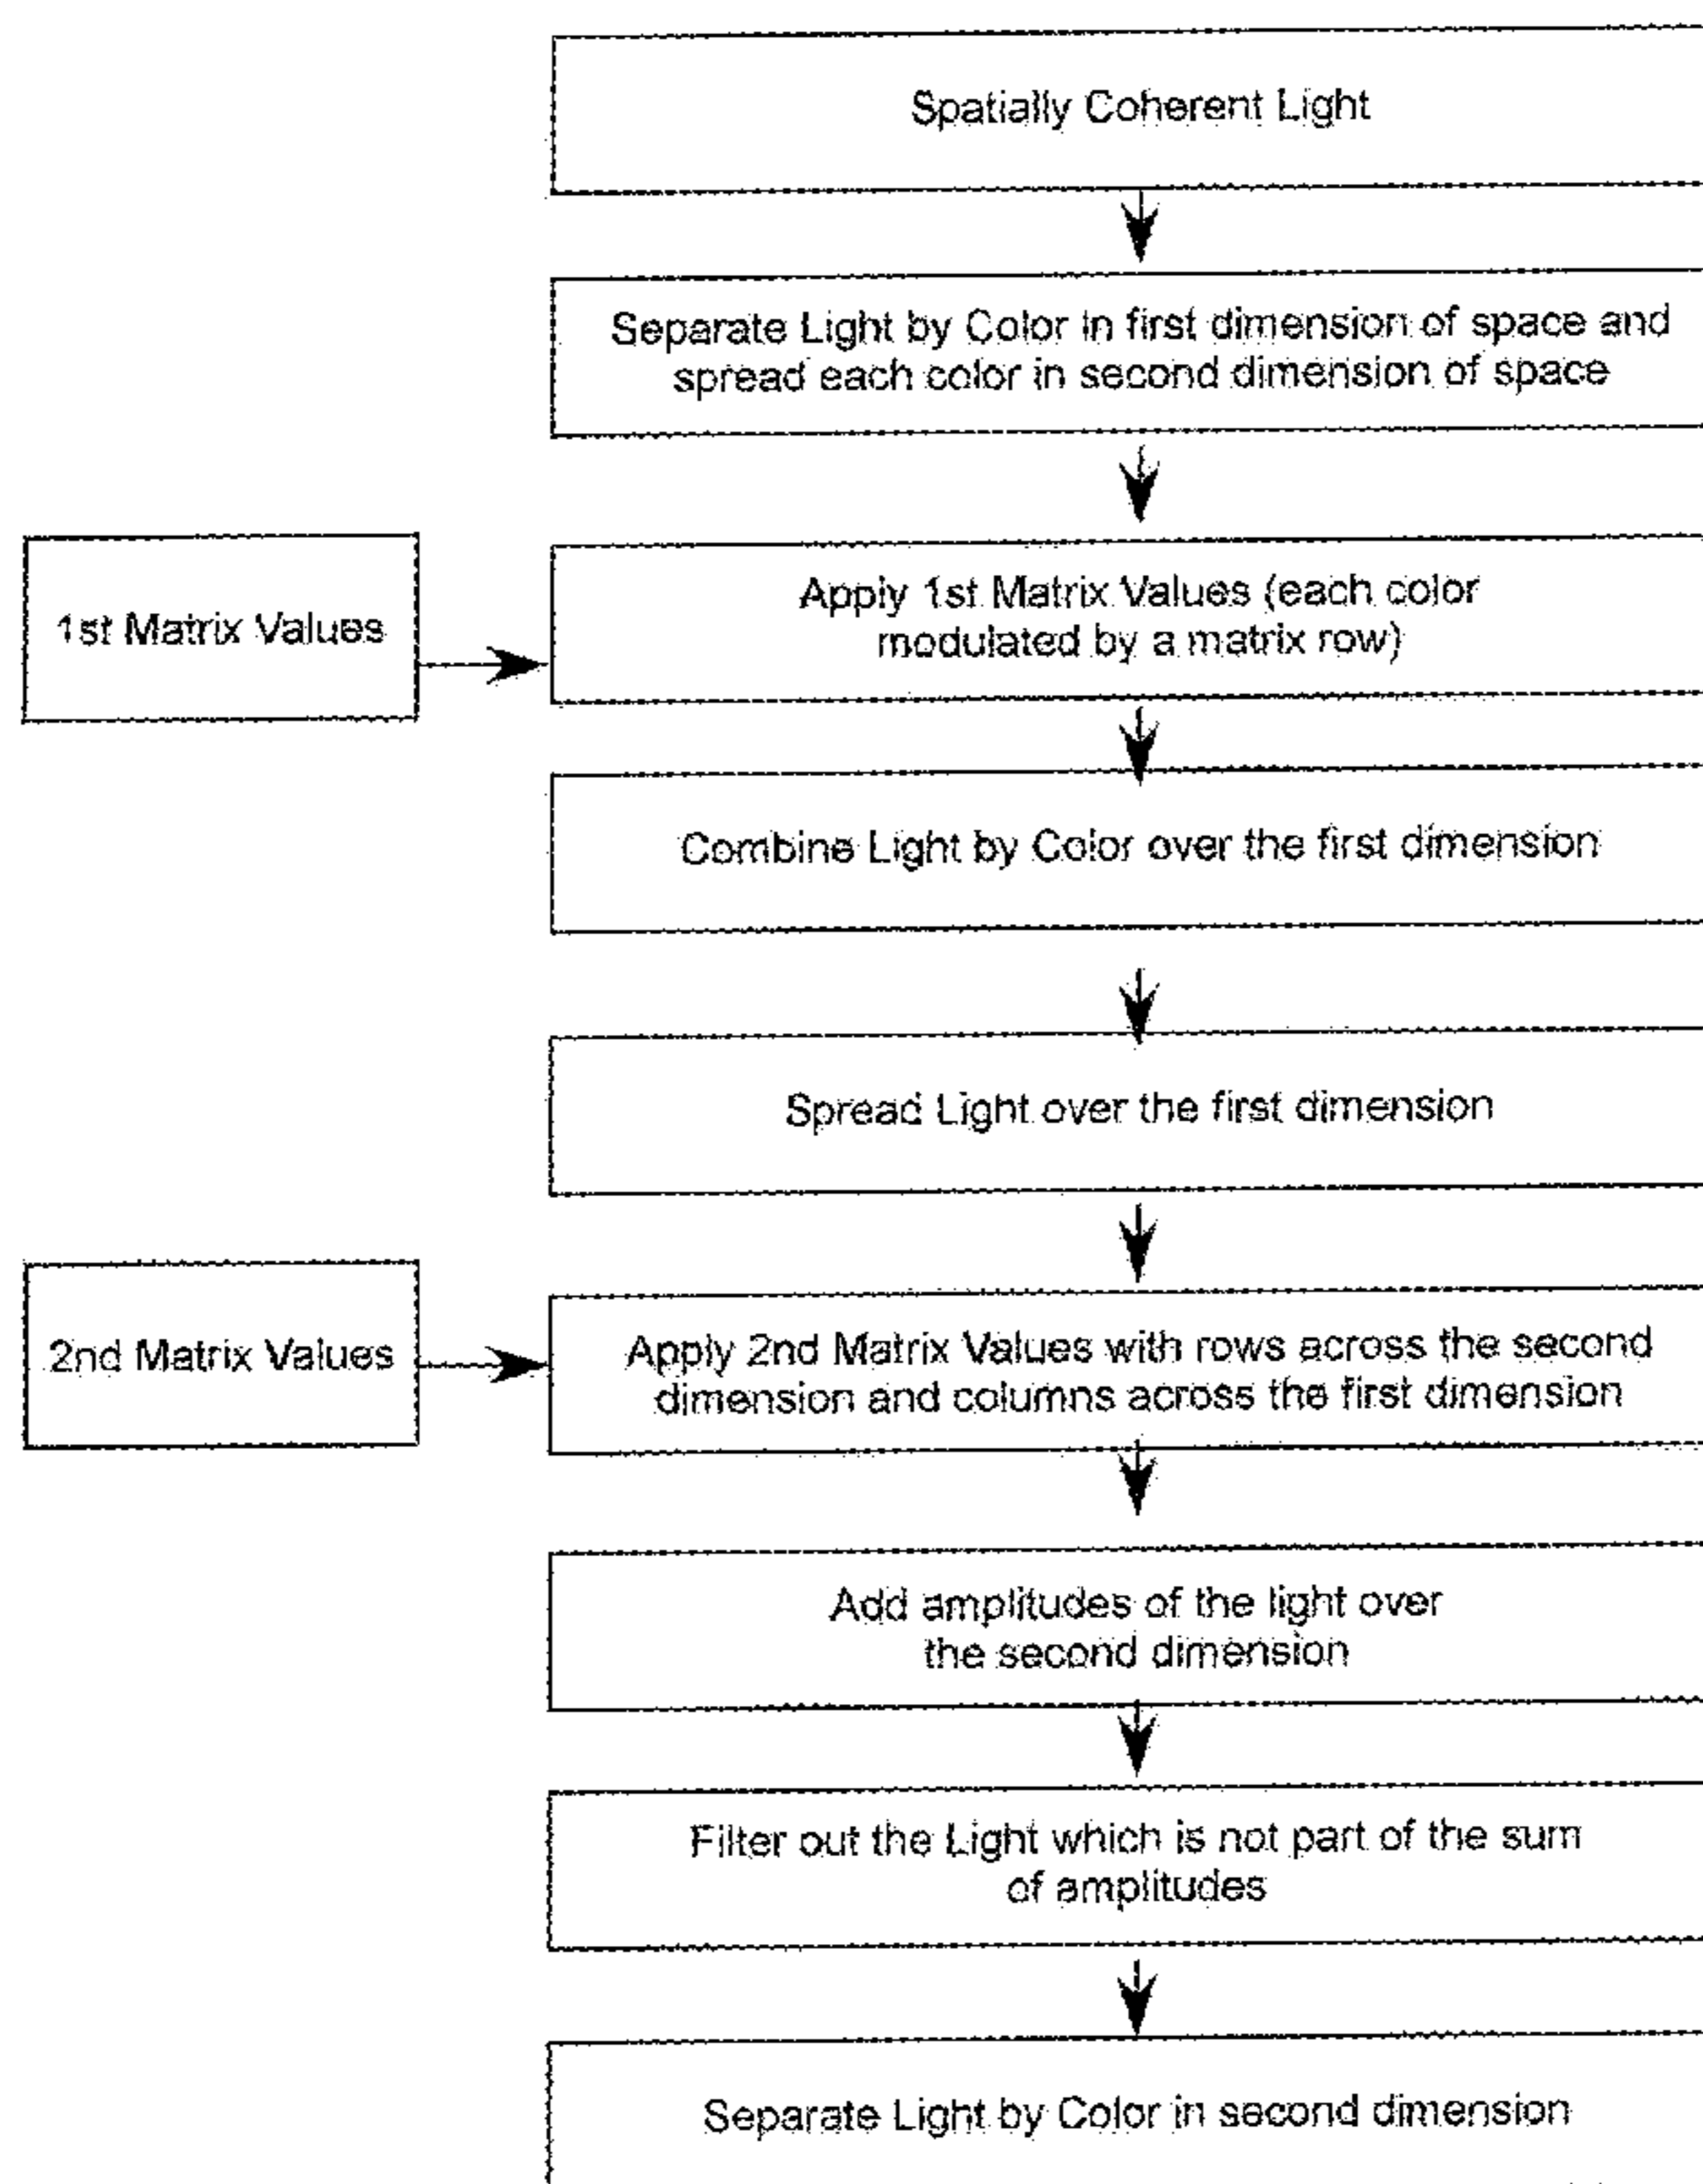 Spatially Coherent Light
Separate Light by Color in first dimension of space and
spread each color in second dimension of space
1st Matrix Values
Apply 1st Matrix Values (each color
modulated by a matrix row)
Combine Light by Color over the first dimension
Spread Light over the first dimension
2nd Matrix Values
Apply 2nd Matrix Values with rows across the second
dimension and columns across the first dimension
Add amplitudes of the light over
the second dimension
Filter out the Light which is not part of the sum
of amplitudes
Separate Light by Color in second dimension